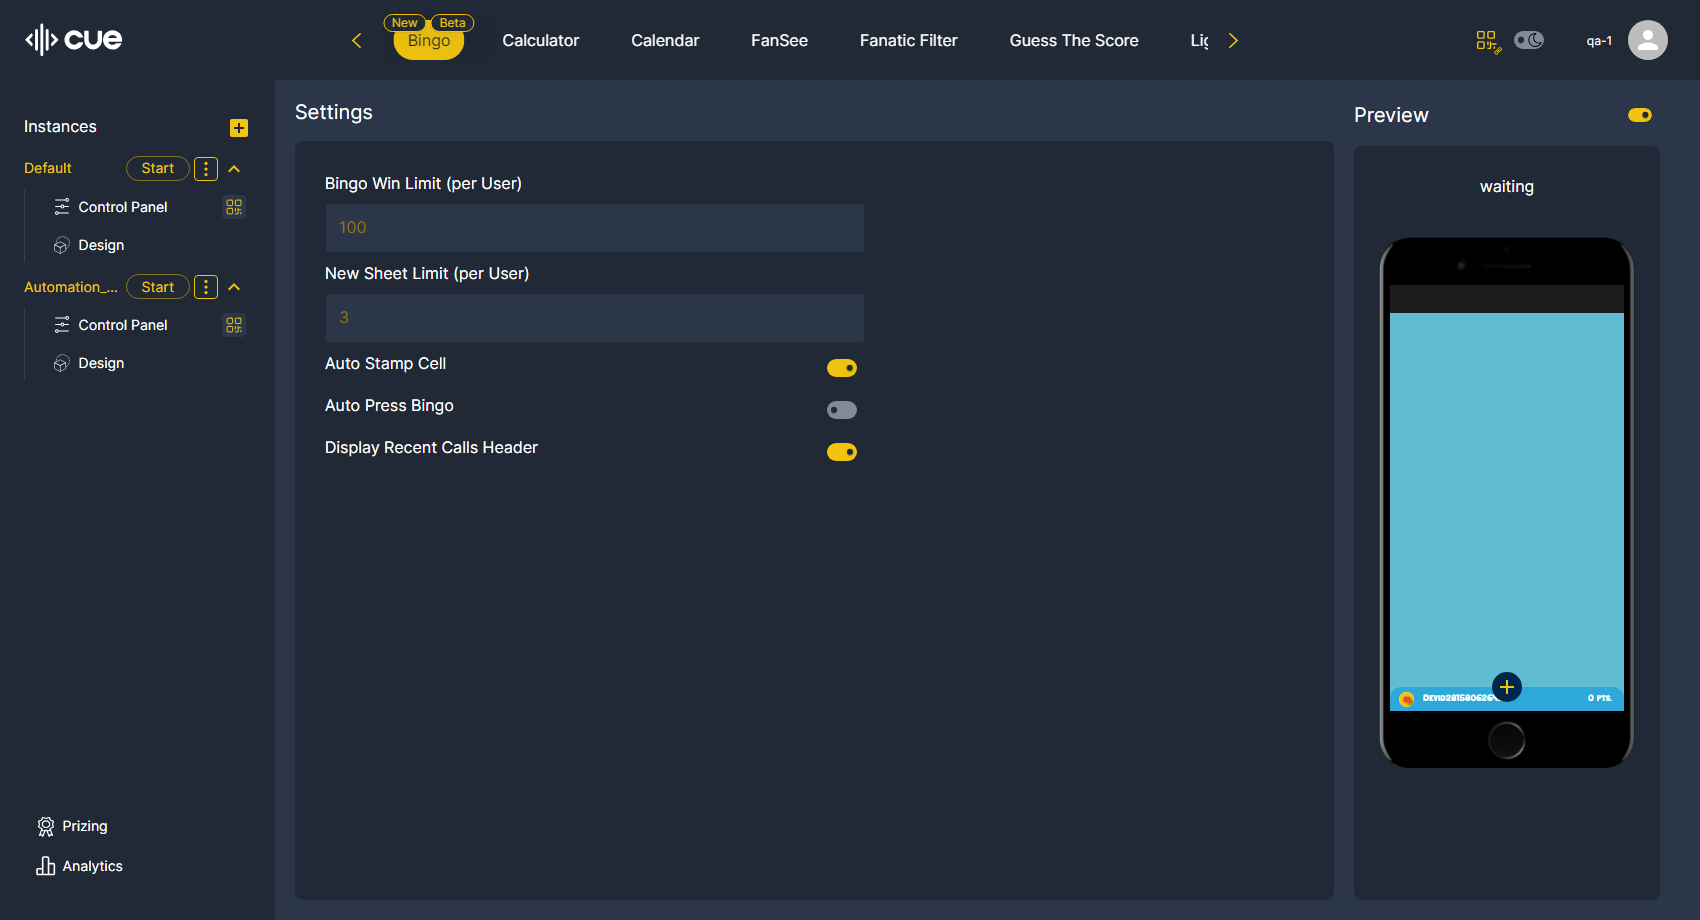 cue
New Beta
Bingo
Calculator
Calendar
FanSee
Fanatic Filter
Guess The Score
qa-1
Instances
Default
Start
Control Panel
Design
Automation_...
Start
Control Panel
Design
Prizing
Analytics
Settings
Bingo Win Limit (per User)
100
New Sheet Limit (per User)
3
Auto Stamp Cell
Auto Press Bingo
Display Recent Calls Header
Preview
waiting
0 PTS.